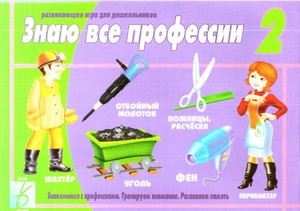 развивающая игра для дошкольников
Знаю все профессии 2
ОТБОЙНЫЙ
МОЛОТОК
НОЖНИЦЫ,
РАСЧЁСКА
ШАХТЁР
УГОЛЬ
ФЕН
ПАРИКМАХЕР
Знакомимся с профессиями. Тренируем внимание. Развиваем память